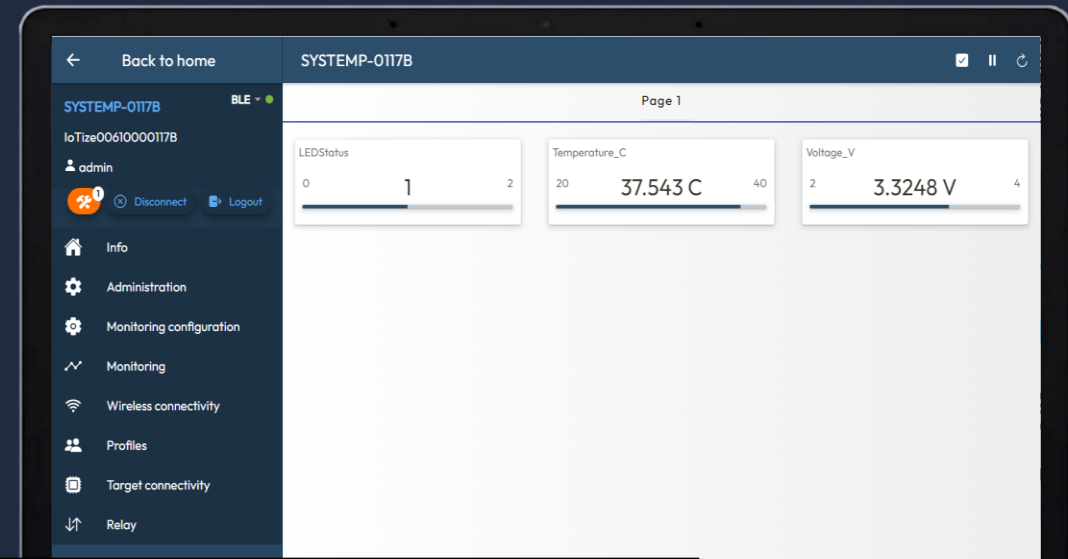 Back to home
SYSTEMP-0117B
BLE
IoTize00610000117B
admin
1
Disconnect
Logout
Info
Administration
Monitoring configuration
Monitoring
Wireless connectivity
Profiles
Target connectivity
Relay
SYSTEMP-0117B
Page 1
LEDStatus
0 1 2
Temperature_C
20 37.543 C 40
Voltage_V
2 3.3248 V 4